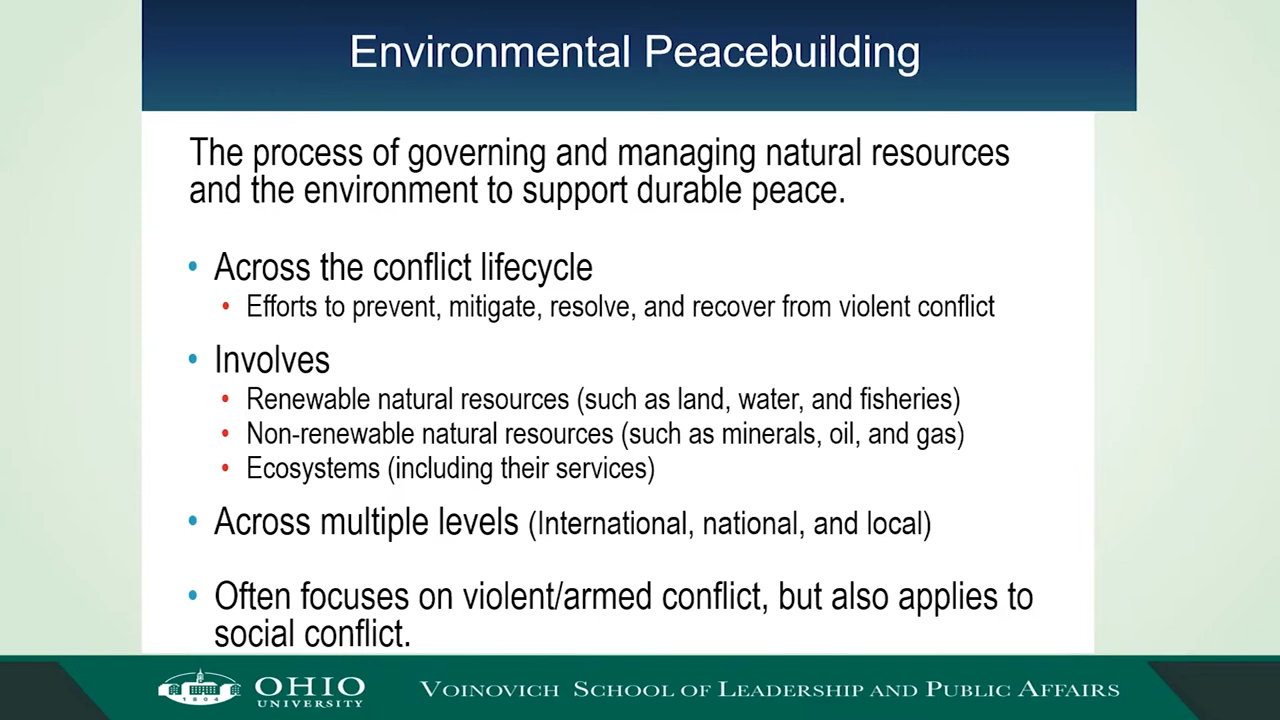 Environmental Peacebuilding
The process of governing and managing natural resources
and the environment to support durable peace.
• Across the conflict lifecycle
• Efforts to prevent, mitigate, resolve, and recover from violent conflict
• Involves
• Renewable natural resources (such as land, water, and fisheries)
• Non-renewable natural resources (such as minerals, oil, and gas)
• Ecosystems (including their services)
• Across multiple levels (International, national, and local)
• Often focuses on violent/armed conflict, but also applies to
social conflict.
1804
OHIO
UNIVERSITY
VOINOVICH SCHOOL OF LEADERSHIP AND PUBLIC AFFAIRS